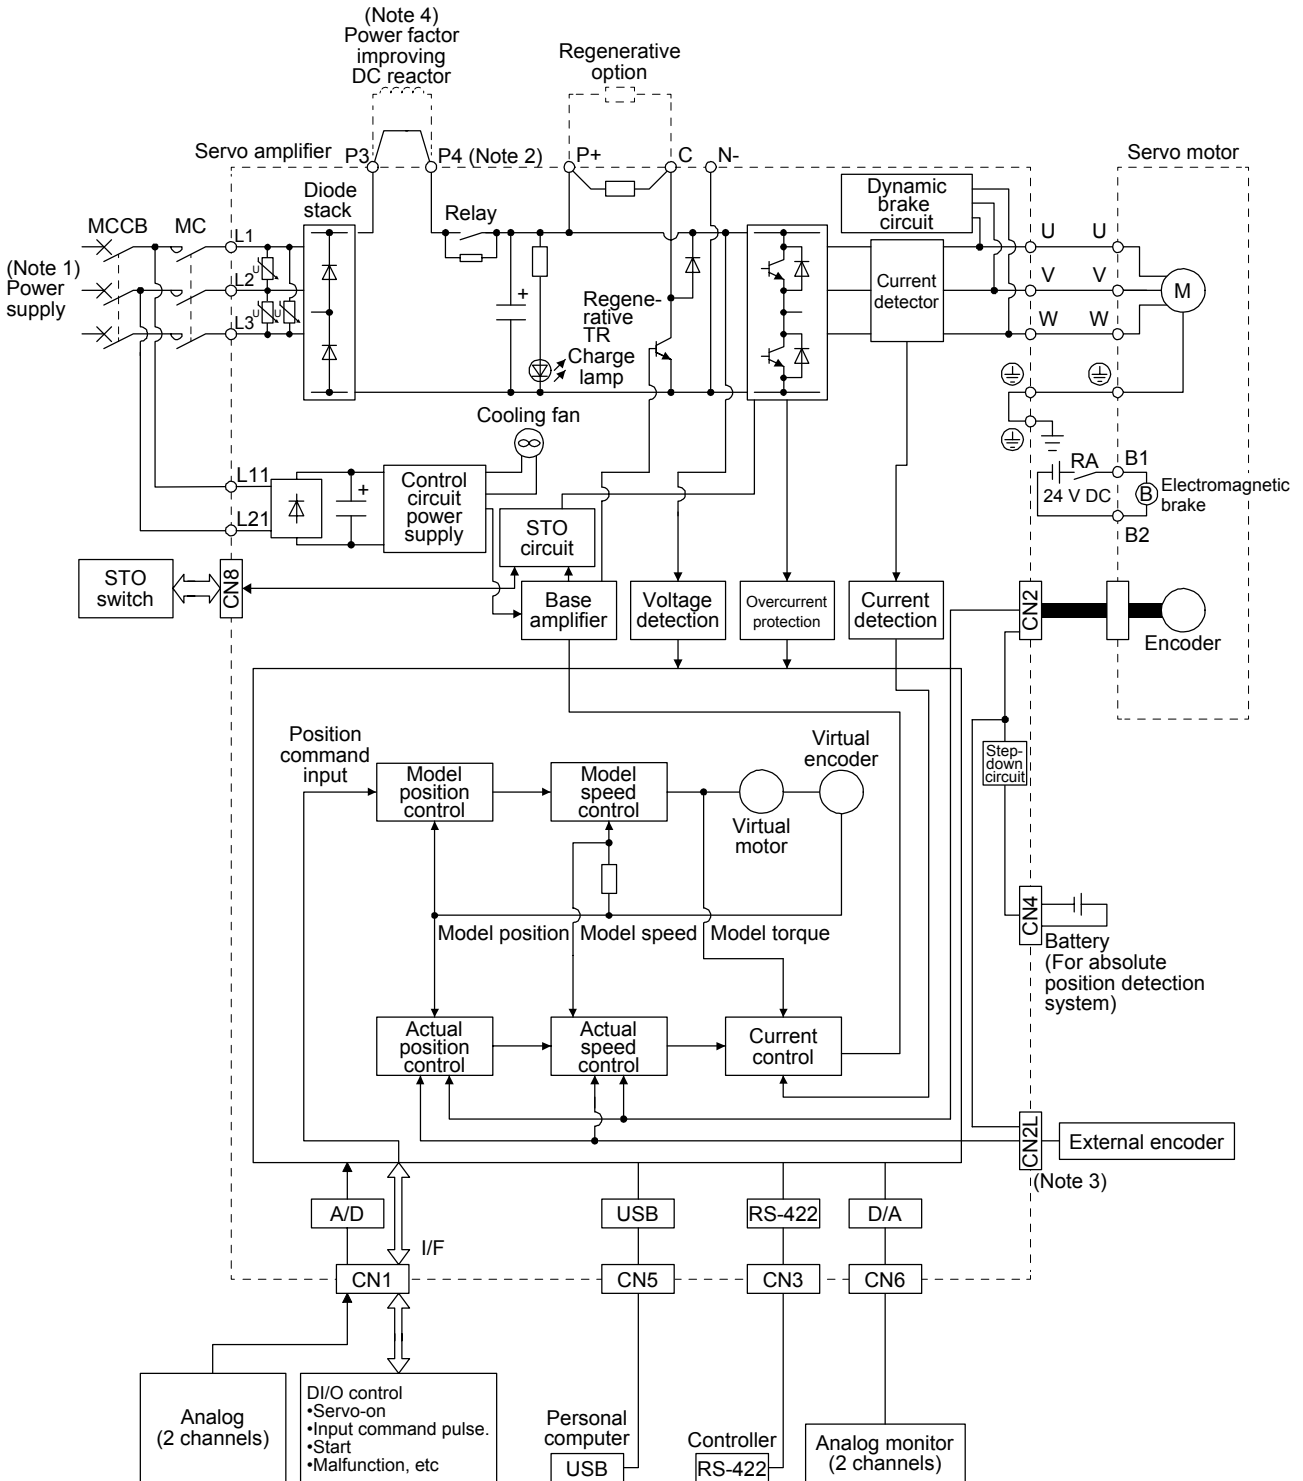 (Note 4)
Power factor
improving
DC reactor
Regenerative
option
Servo amplifier
P3
P4 (Note 2)
P+
C
N-
Servo motor
Diode
stack
Dynamic
brake
circuit
MCCB
MC
L1
Relay
U
U
(Note 1)
Power
supply
L2
U
Current
detector
V
V
M
L3
U
U
Regene-
rative
TR
W
W
+
Charge
lamp
Cooling fan
L11
+
Control
circuit
power
supply
RA
B1
24 V DC
B
Electromagnetic
brake
L21
STO
circuit
B2
STO
switch
CN8
Base
amplifier
Voltage
detection
Overcurrent
protection
Current
detection
CN2
Encoder
Position
command
input
Virtual
encoder
Model
position
control
Model
speed
control
Step-
down
circuit
Virtual
motor
CN4
Model position
Model speed
Model torque
Battery
(For absolute
position detection
system)
Actual
position
control
Actual
speed
control
Current
control
CN2L
External encoder
(Note 3)
A/D
USB
RS-422
D/A
I/F
CN1
CN5
CN3
CN6
Analog
(2 channels)
DI/O control
•Servo-on
•Input command pulse.
•Start
•Malfunction, etc
Personal
computer
USB
Controller
RS-422
Analog monitor
(2 channels)